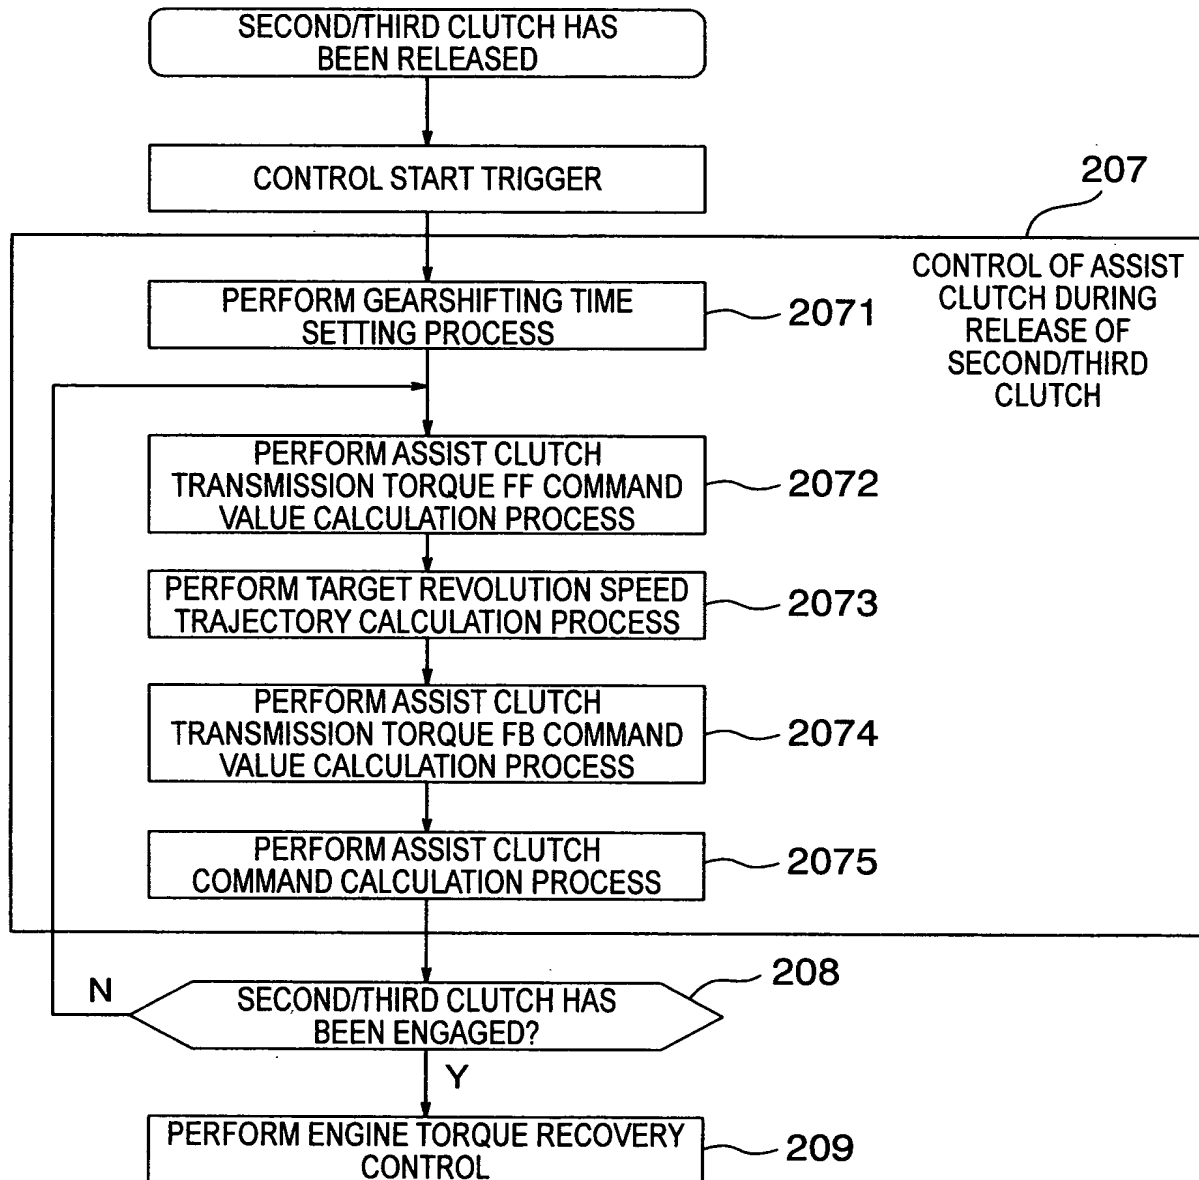 SECOND/THIRD CLUTCH HAS
BEEN RELEASED
CONTROL START TRIGGER
207
CONTROL OF ASSIST
CLUTCH DURING
RELEASE OF
SECOND/THIRD
CLUTCH
PERFORM GEARSHIFTING TIME
SETTING PROCESS
2071
PERFORM ASSIST CLUTCH
TRANSMISSION TORQUE FF COMMAND
VALUE CALCULATION PROCESS
2072
PERFORM TARGET REVOLUTION SPEED
TRAJECTORY CALCULATION PROCESS
2073
PERFORM ASSIST CLUTCH
TRANSMISSION TORQUE FB COMMAND
VALUE CALCULATION PROCESS
2074
PERFORM ASSIST CLUTCH
COMMAND CALCULATION PROCESS
2075
N
SECOND/THIRD CLUTCH HAS
BEEN ENGAGED?
208
Y
PERFORM ENGINE TORQUE RECOVERY
CONTROL
209